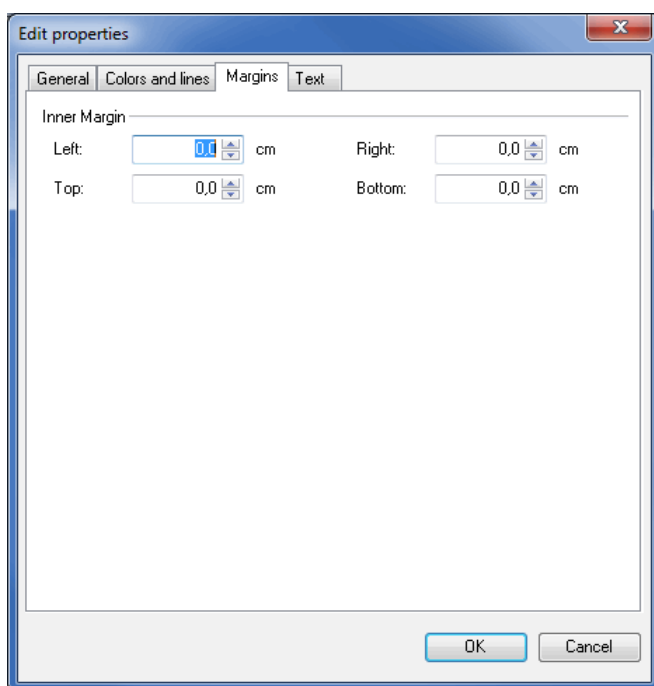 Edit properties
General Colors and lines Margins Text
Inner Margin
Left: 0,0 cm Right: 0,0 cm
Top: 0,0 cm Bottom: 0,0 cm
OK Cancel